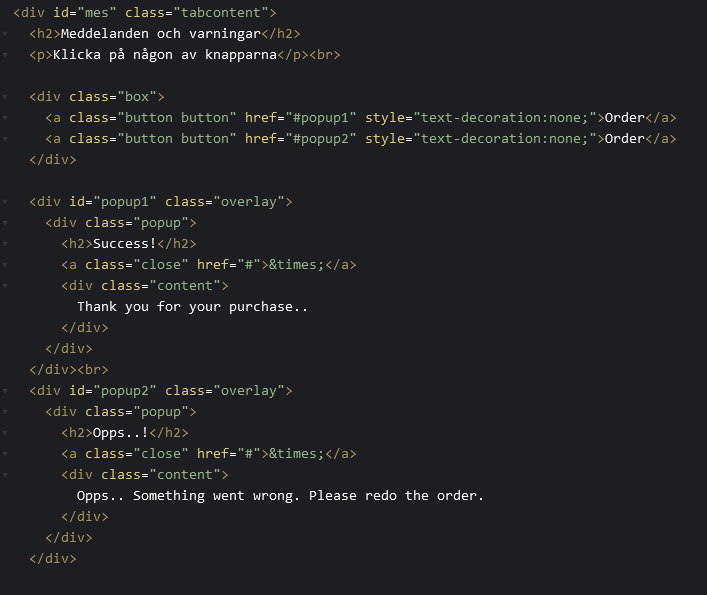 <div id="mes" class="tabcontent">
<h2>Meddelanden och varningar</h2>
<p>Klicka på någon av knapparna</p><br>
<div class="box">
<a class="button button" href="#popup1" style="text-decoration:none;">Order</a>
<a class="button button" href="#popup2" style="text-decoration:none;">Order</a>
</div>
<div id="popup1" class="overlay">
<div class="popup">
<h2>Success!</h2>
<a class="close" href="#">&times;</a>
<div class="content">
Thank you for your purchase..
</div>
</div>
</div><br>
<div id="popup2" class="overlay">
<div class="popup">
<h2>Opps..!</h2>
<a class="close" href="#">&times;</a>
<div class="content">
Opps.. Something went wrong. Please redo the order.
</div>
</div>
</div>